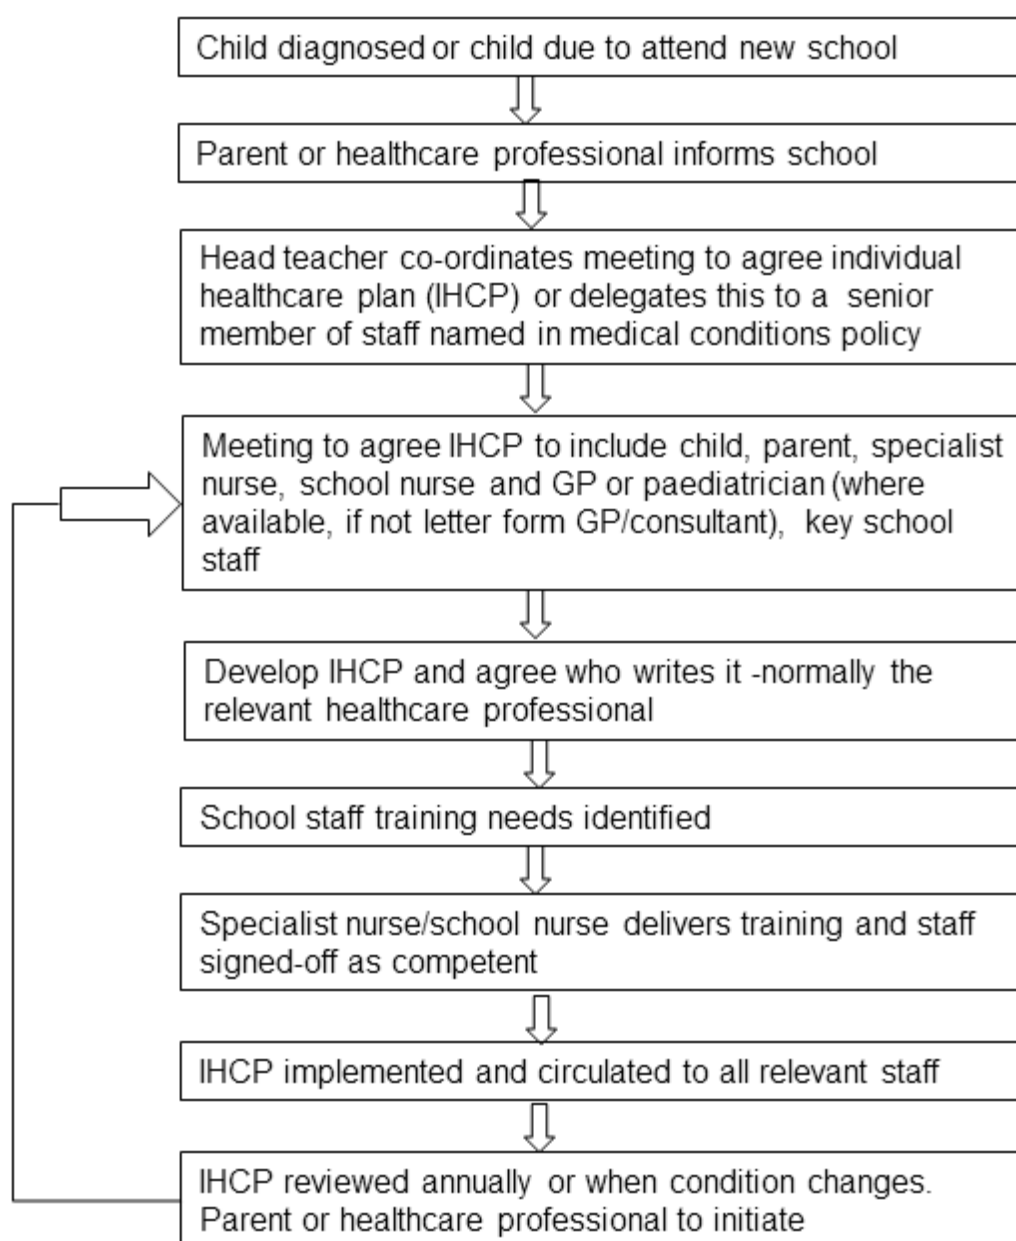 Child diagnosed or child due to attend new school
Parent or healthcare professional informs school
Head teacher co-ordinates meeting to agree individual
healthcare plan (IHCP) or delegates this to a senior
member of staff named in medical conditions policy
Meeting to agree IHCP to include child, parent, specialist
nurse, school nurse and GP or paediatrician (where
available, if not letter form GP/consultant), key school
staff
Develop IHCP and agree who writes it -normally the
relevant healthcare professional
School staff training needs identified
Specialist nurse/school nurse delivers training and staff
signed-off as competent
IHCP implemented and circulated to all relevant staff
IHCP reviewed annually or when condition changes.
Parent or healthcare professional to initiate